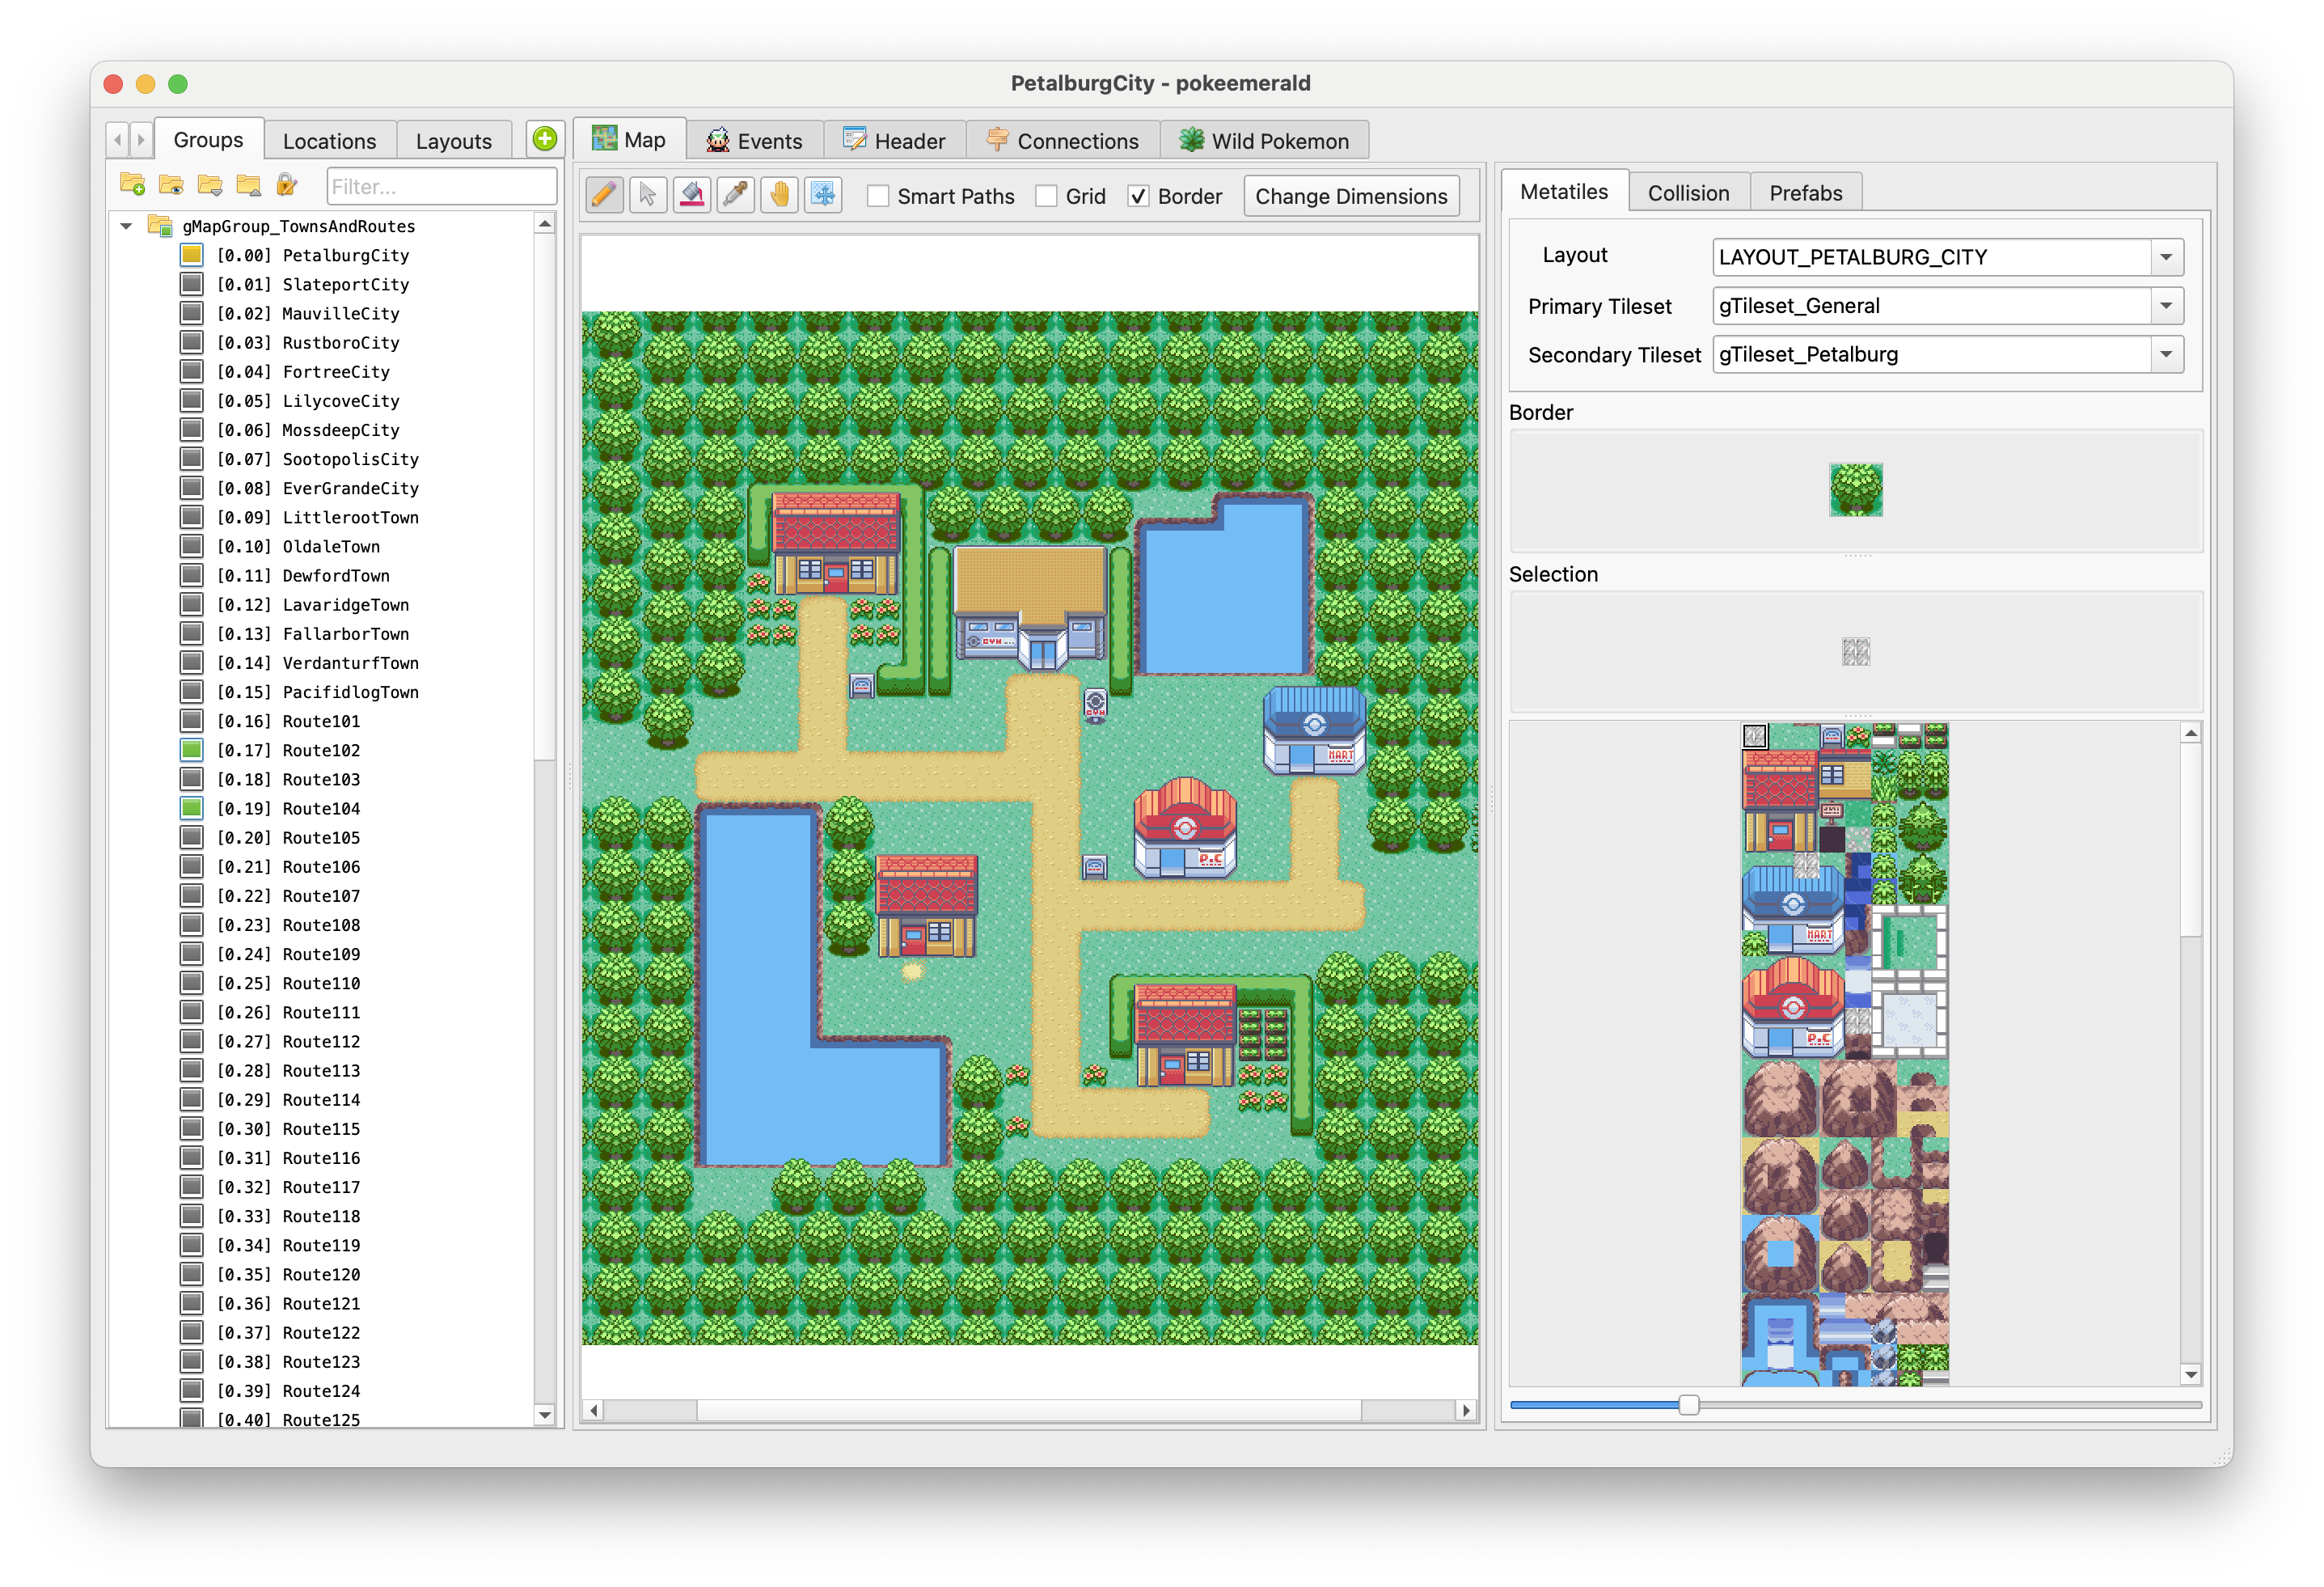 PetalburgCity - pokeemerald
Groups
Locations
Layouts
Map
Events
Header
Connections
Wild Pokemon
Filter...
Smart Paths
Grid
Border
Change Dimensions
gMapGroup_TownsAndRoutes
[0.00] PetalburgCity
[0.01] SlateportCity
[0.02] MauvilleCity
[0.03] RustboroCity
[0.04] FortreeCity
[0.05] LilycoveCity
[0.06] MossdeepCity
[0.07] SootopolisCity
[0.08] EverGrandeCity
[0.09] LittlerootTown
[0.10] OldaleTown
[0.11] DewfordTown
[0.12] LavaridgeTown
[0.13] FallarborTown
[0.14] VerdanturfTown
[0.15] PacifidlogTown
[0.16] Route101
[0.17] Route102
[0.18] Route103
[0.19] Route104
[0.20] Route105
[0.21] Route106
[0.22] Route107
[0.23] Route108
[0.24] Route109
[0.25] Route110
[0.26] Route111
[0.27] Route112
[0.28] Route113
[0.29] Route114
[0.30] Route115
[0.31] Route116
[0.32] Route117
[0.33] Route118
[0.34] Route119
[0.35] Route120
[0.36] Route121
[0.37] Route122
[0.38] Route123
[0.39] Route124
[0.40] Route125
GYM
GYM
MART
P.C
Metatiles
Collision
Prefabs
Layout
LAYOUT_PETALBURG_CITY
Primary Tileset
gTileset_General
Secondary Tileset
gTileset_Petalburg
Border
Selection
MART
P.C